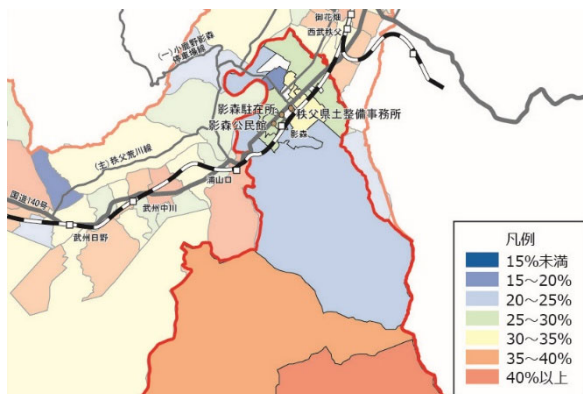 御花畑
西武秩父
(一)小鹿野影森
停車場線
影森駐在所
秩父県土整備事務所
影森公民館
影森
(主)秩父荒川線
浦山口
国道140号
武州中川
武州日野
凡例
15%未満
15～20%
20～25%
25～30%
30～35%
35～40%
40%以上